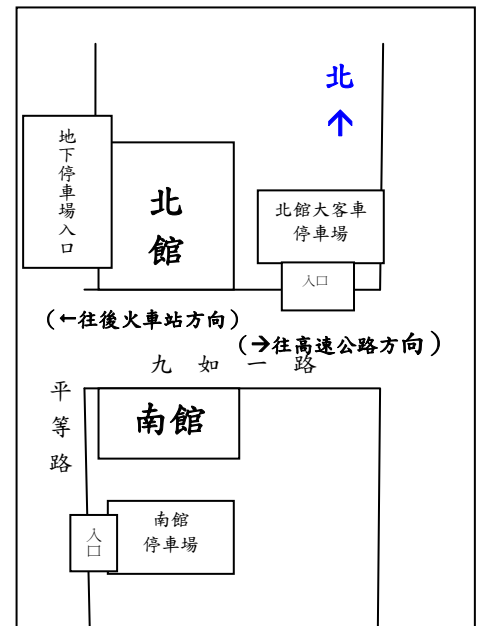 北
↑
地下停車場入口
北館
北館大客車
停車場
入口
(←往後火車站方向)
(→往高速公路方向)
九如一路
平等路
南館
南館
停車場
入口